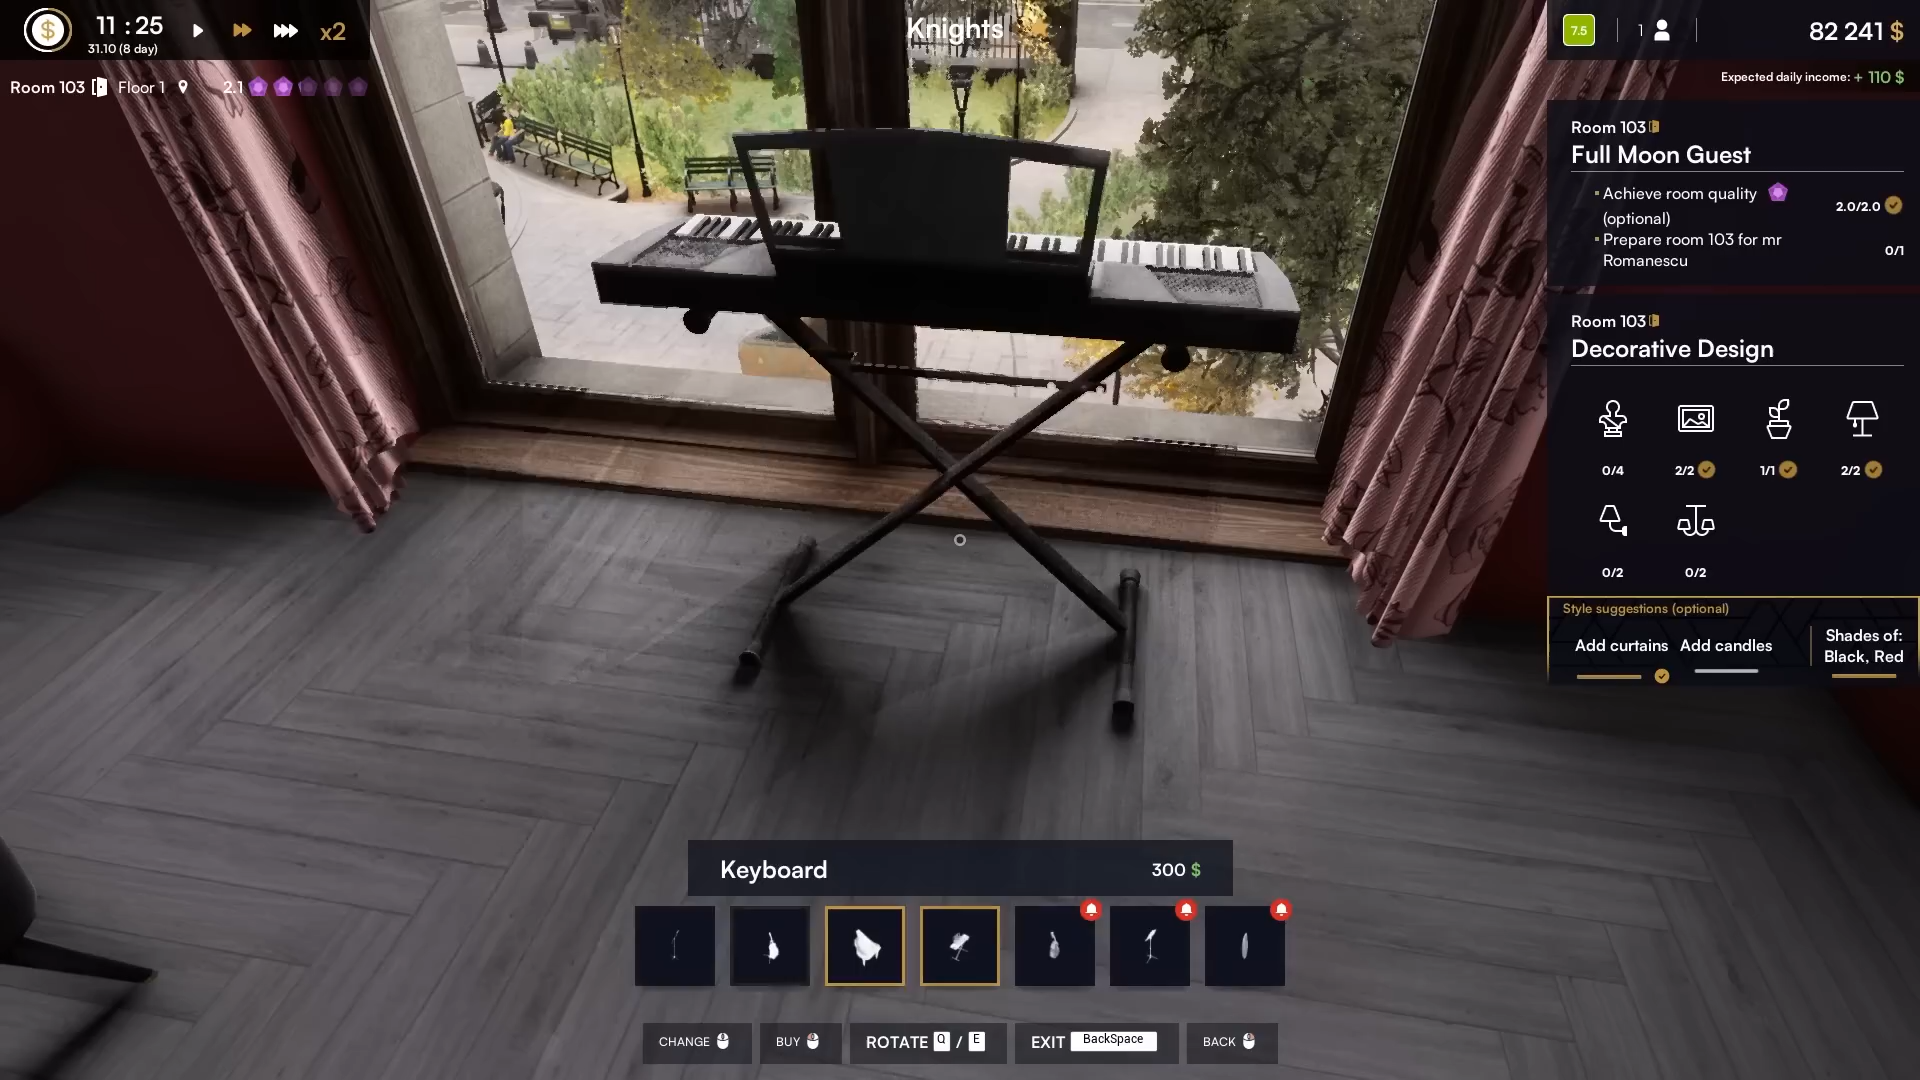 11 : 25
x2
31.10 (8 day)
Room 103
Floor 1
2.1
Knights
7.5
1
82 241 $
Expected daily income: + 110 $
Room 103
Full Moon Guest
Achieve room quality
(optional)
2.0/2.0
Prepare room 103 for mr
Romanescu
0/1
Room 103
Decorative Design
0/4
2/2
1/1
2/2
0/2
0/2
Style suggestions (optional)
Add curtains
Add candles
Shades of:
Black, Red
Keyboard
300 $
CHANGE
BUY
ROTATE Q / E
EXIT BackSpace
BACK